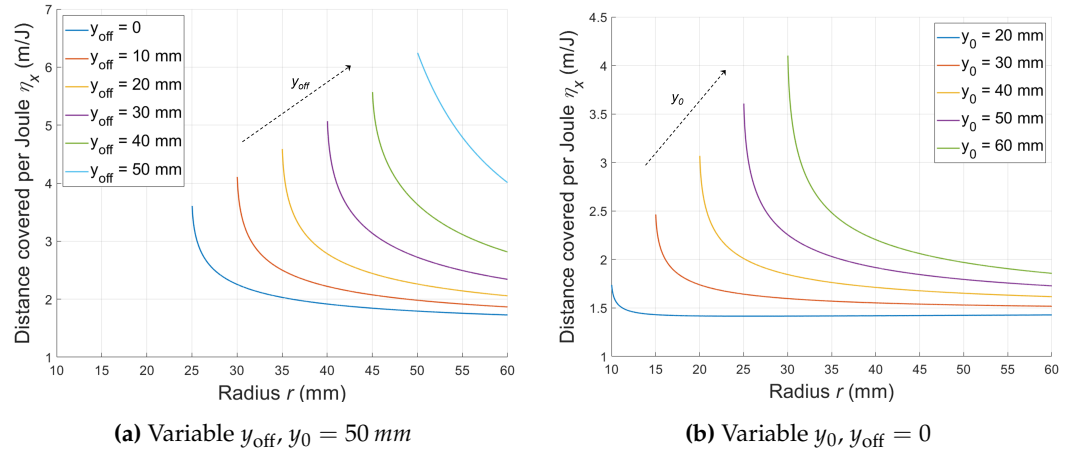 7
6
5
4
3
2
1
Distance covered per Joule η_x (m/J)
y_off = 0
y_off = 10 mm
y_off = 20 mm
y_off = 30 mm
y_off = 40 mm
y_off = 50 mm
y_off
10 15 20 25 30 35 40 45 50 55 60
Radius r (mm)
(a) Variable y_off, y_0 = 50 mm
4.5
4
3.5
3
2.5
2
1.5
1
Distance covered per Joule η_x (m/J)
y_0
y_0 = 20 mm
y_0 = 30 mm
y_0 = 40 mm
y_0 = 50 mm
y_0 = 60 mm
10 15 20 25 30 35 40 45 50 55 60
Radius r (mm)
(b) Variable y_0, y_off = 0